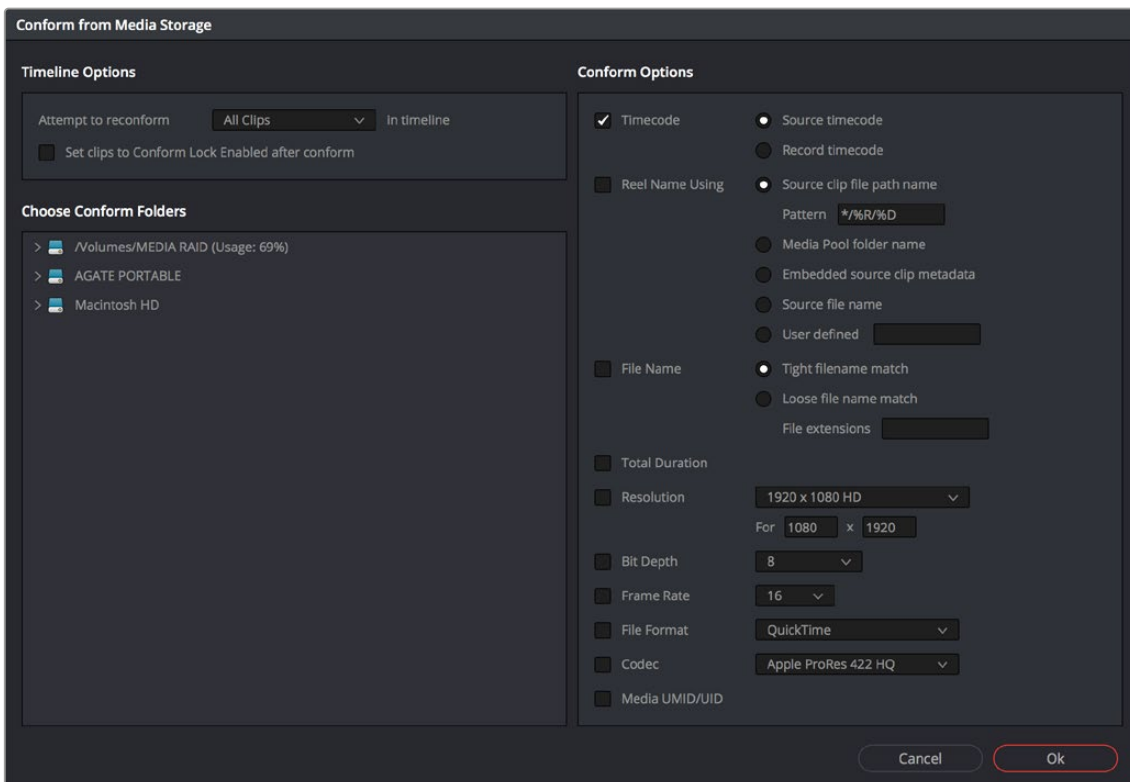 Conform from Media Storage
Timeline Options
Attempt to reconform All Clips in timeline
Set clips to Conform Lock Enabled after conform
Choose Conform Folders
/Volumes/MEDIA RAID (Usage: 69%)
AGATE PORTABLE
Macintosh HD
Conform Options
Timecode Source timecode
Record timecode
Reel Name Using Source clip file path name
Pattern */%R/%D
Media Pool folder name
Embedded source clip metadata
Source file name
User defined
File Name Tight filename match
Loose file name match
File extensions
Total Duration
Resolution 1920 x 1080 HD
For 1080 x 1920
Bit Depth 8
Frame Rate 16
File Format QuickTime
Codec Apple ProRes 422 HQ
Media UMID/UID
Cancel Ok